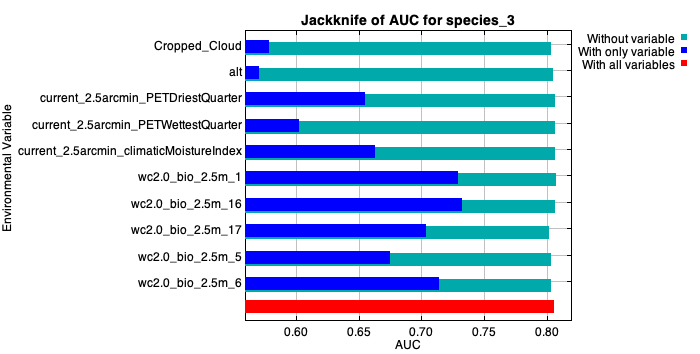 Jackknife of AUC for species_3
Without variable
With only variable
With all variables
Environmental Variable
Cropped_Cloud
alt
current_2.5arcmin_PETDriestQuarter
current_2.5arcmin_PETWettestQuarter
current_2.5arcmin_climaticMoistureIndex
wc2.0_bio_2.5m_1
wc2.0_bio_2.5m_16
wc2.0_bio_2.5m_17
wc2.0_bio_2.5m_5
wc2.0_bio_2.5m_6
0.60 0.65 0.70 0.75 0.80
AUC